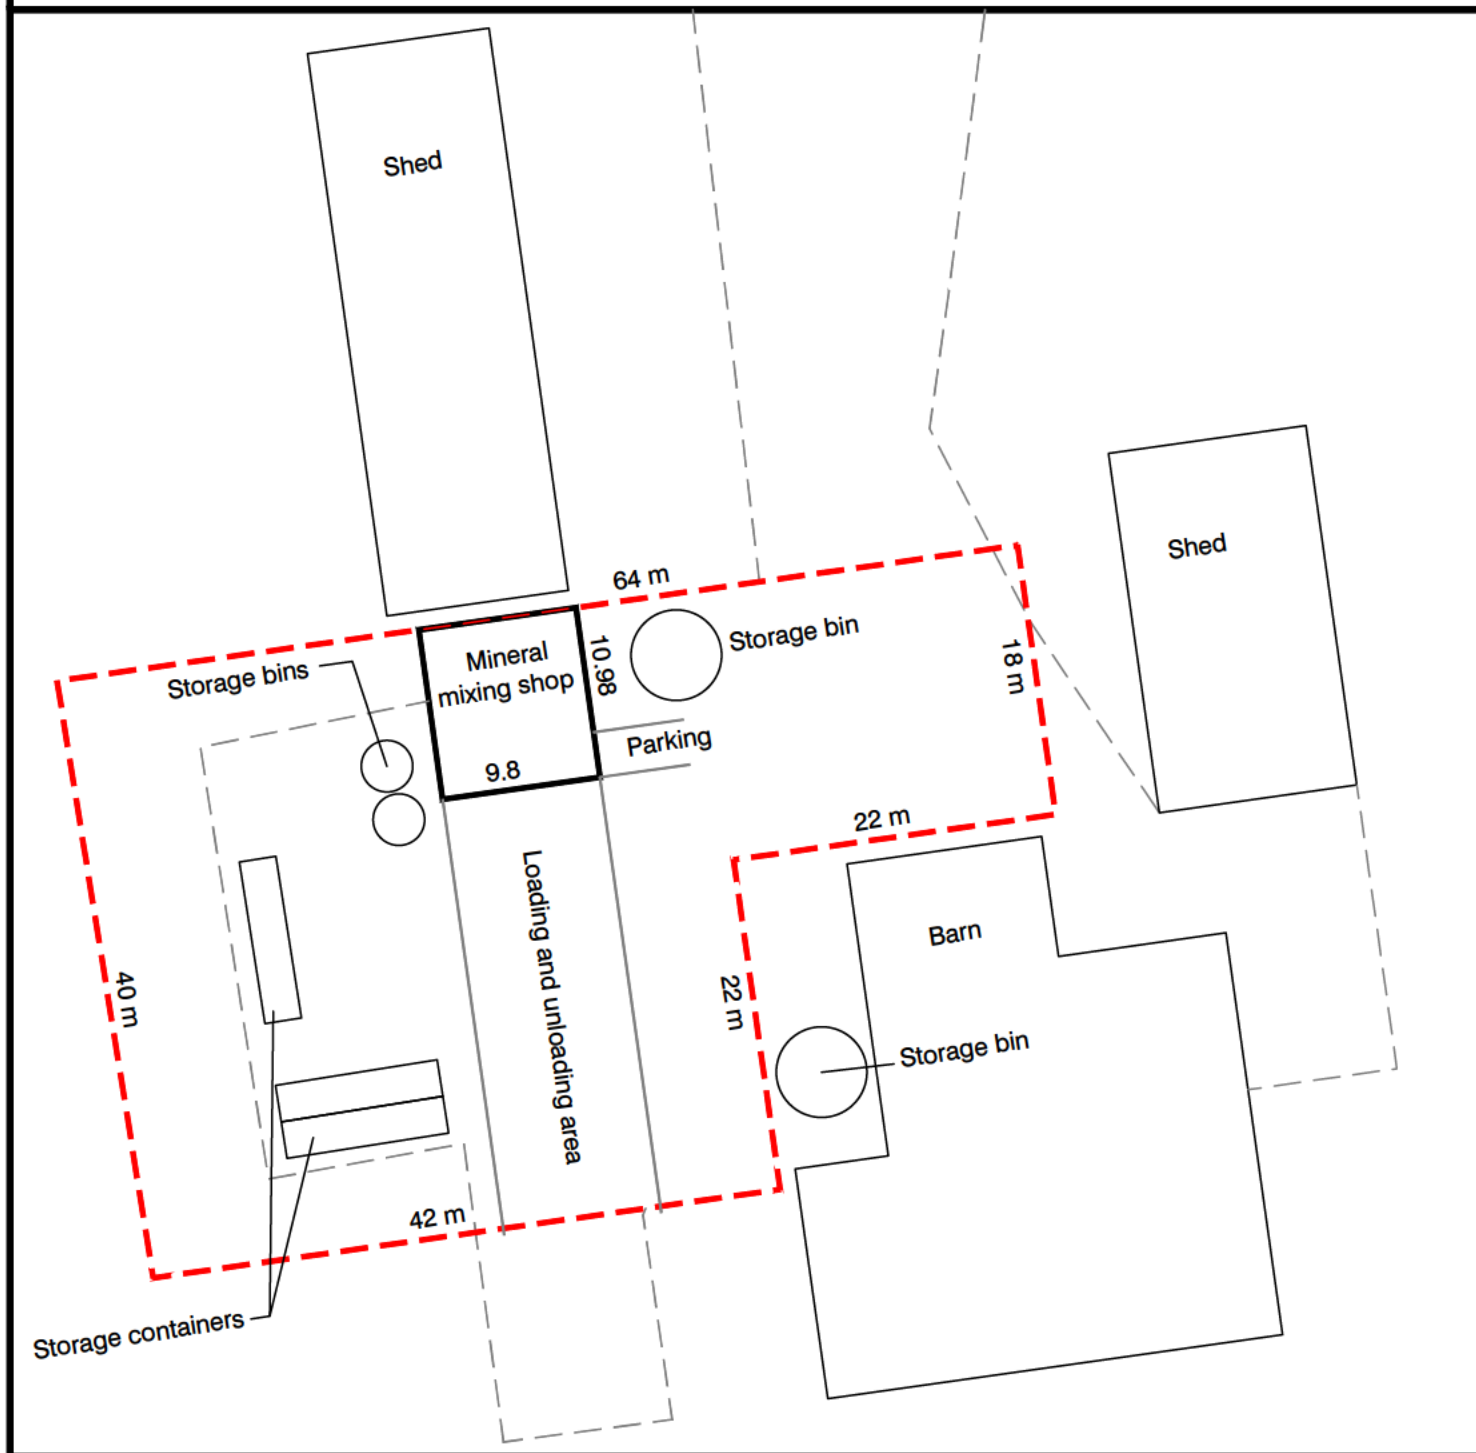 Shed
Shed
64 m
Storage bin
Mineral
mixing shop
10.98
18 m
Storage bins
Parking
9.8
22 m
Loading and unloading area
Barn
40 m
22 m
Storage bin
42 m
Storage containers